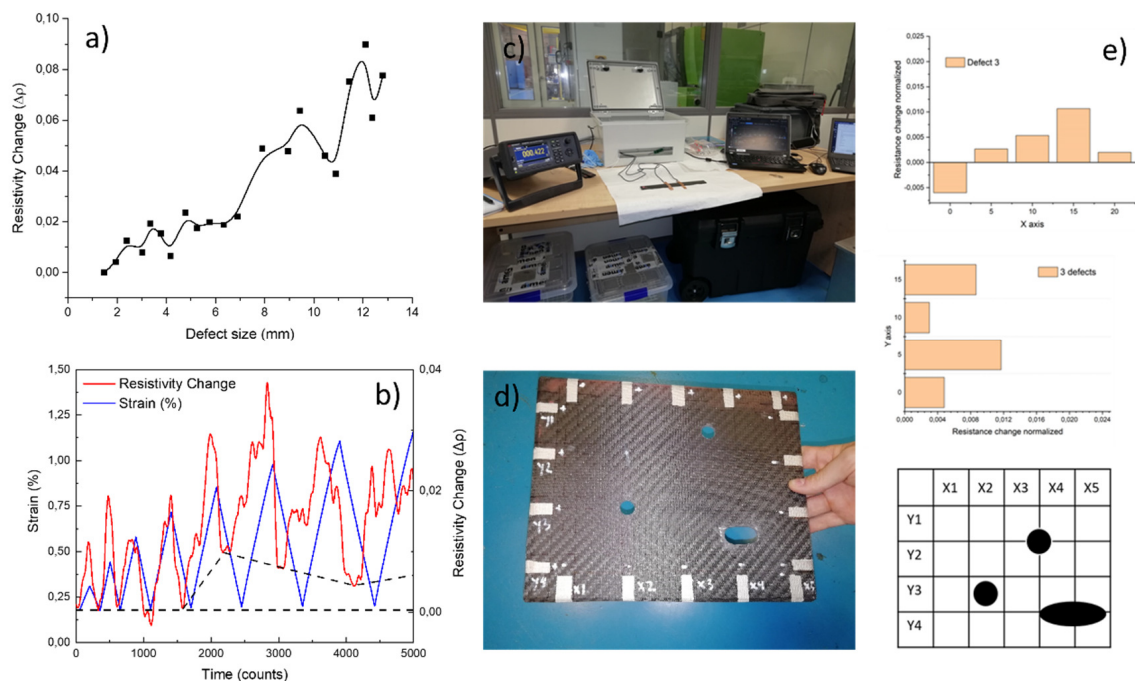 a)
0,10
0,08
0,06
0,04
0,02
0,00
Resistivity Change (Δρ)
0 2 4 6 8 10 12 14
Defect size (mm)
b)
Resistivity Change
Strain (%)
1,50
1,25
1,00
0,75
0,50
0,25
0,00
Strain (%)
0,04
0,02
0,00
Resistivity Change (Δρ)
0 1000 2000 3000 4000 5000
Time (counts)
c)
000.422
d)
Y1
Y2
Y3
Y4
X1 X2 X3 X4
e)
0,025
0,020
0,015
0,010
0,005
0,000
-0,005
Resistance change normalized
Defect 3
0 5 10 15 20
X axis
3 defects
15
10
5
0
Y axis
0,000 0,004 0,008 0,012 0,016 0,020 0,024
Resistance change normalized
X1 X2 X3 X4 X5
Y1
Y2
Y3
Y4